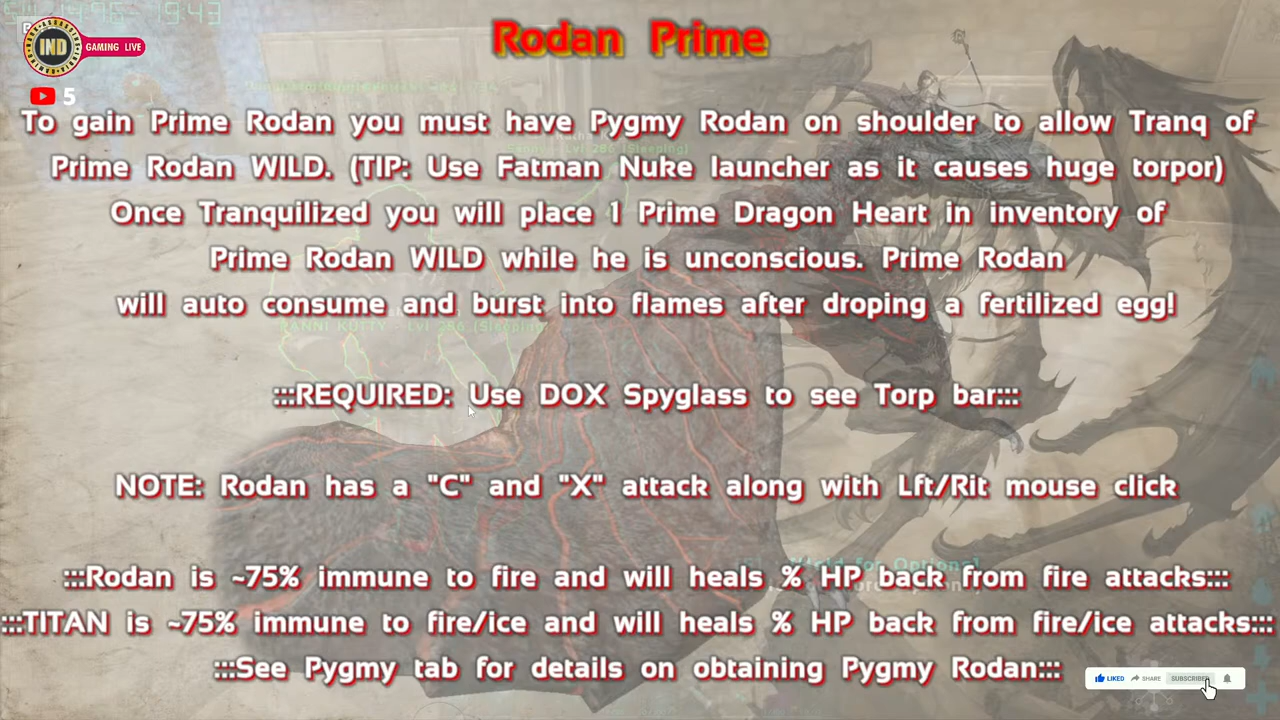 IND
GAMING LIVE
5
Rodan Prime
To gain Prime Rodan you must have Pygmy Rodan on shoulder to allow Tranq of
Prime Rodan WILD. (TIP: Use Fatman Nuke launcher as it causes huge torpor)
Once Tranquilized you will place 1 Prime Dragon Heart in inventory of
Prime Rodan WILD while he is unconscious. Prime Rodan
will auto consume and burst into flames after droping a fertilized egg!
PANNI KUTTY - Lvl 286 (Sleeping)
:::REQUIRED: Use DOX Spyglass to see Torp bar:::
NOTE: Rodan has a "C" and "X" attack along with Lft/Rit mouse click
:::Rodan is ~75% immune to fire and will heals % HP back from fire attacks:::
:::TITAN is ~75% immune to fire/ice and will heals % HP back from fire/ice attacks:::
:::See Pygmy tab for details on obtaining Pygmy Rodan:::
LIKED SHARE SUBSCRIBED